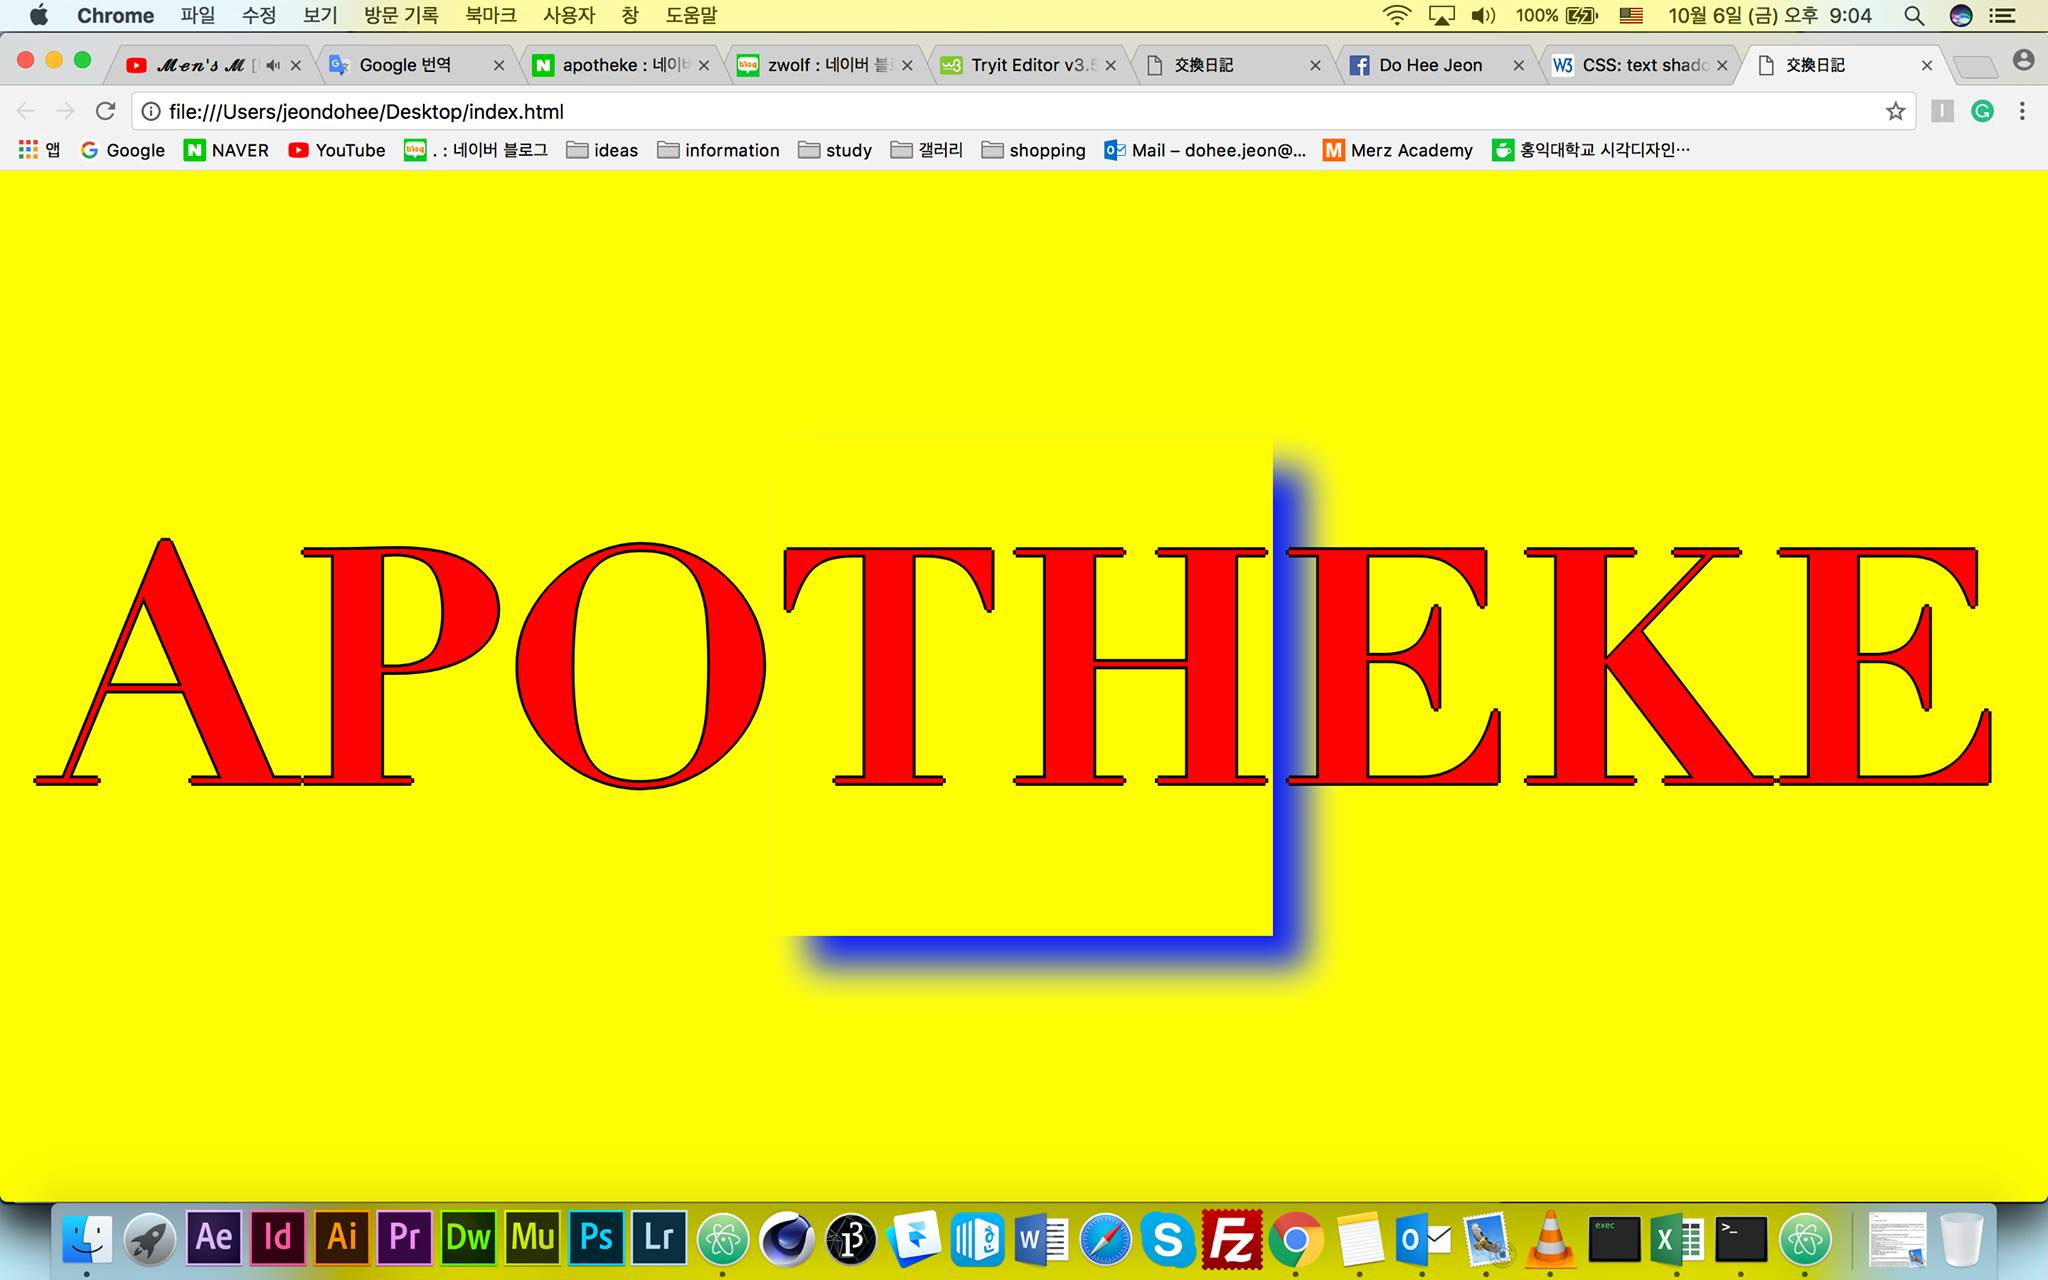 Chrome 파일 수정 보기 방문 기록 북마크 사용자 창 도움말 100% 10월 6일 (금) 오후 9:04
𝓜𝓮𝓷'𝓼 𝓜 [ Google 번역 apotheke : 네이버 zwolf : 네이버 블로 Tryit Editor v3.5 交換日記 Do Hee Jeon W3 CSS: text shado 交換日記
file:///Users/jeondohee/Desktop/index.html
앱 Google NAVER YouTube blog . : 네이버 블로그 ideas information study 갤러리 shopping Mail – dohee.jeon@... Merz Academy 홍익대학교 시각디자인…
APOTHEKE
Ae Id Ai Pr Dw Mu Ps Lr W S Fz O exec X >_